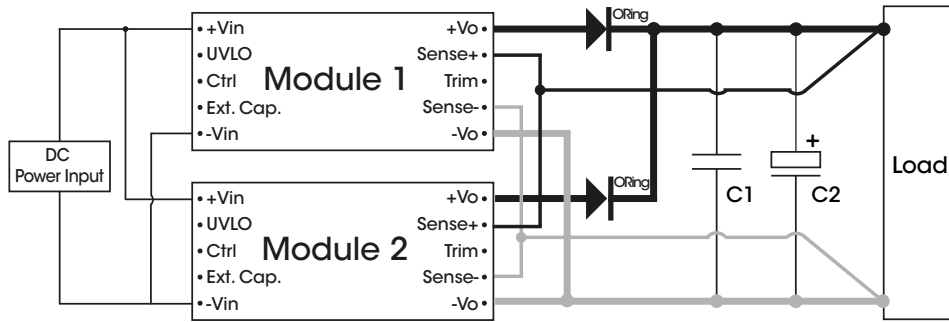 +Vin
UVLO
Ctrl
Ext. Cap.
-Vin
Module 1
+Vo
Sense+
Trim
Sense-
-Vo
ORing
DC
Power Input
+Vin
UVLO
Ctrl
Ext. Cap.
-Vin
Module 2
+Vo
Sense+
Trim
Sense-
-Vo
ORing
C1
+
C2
Load